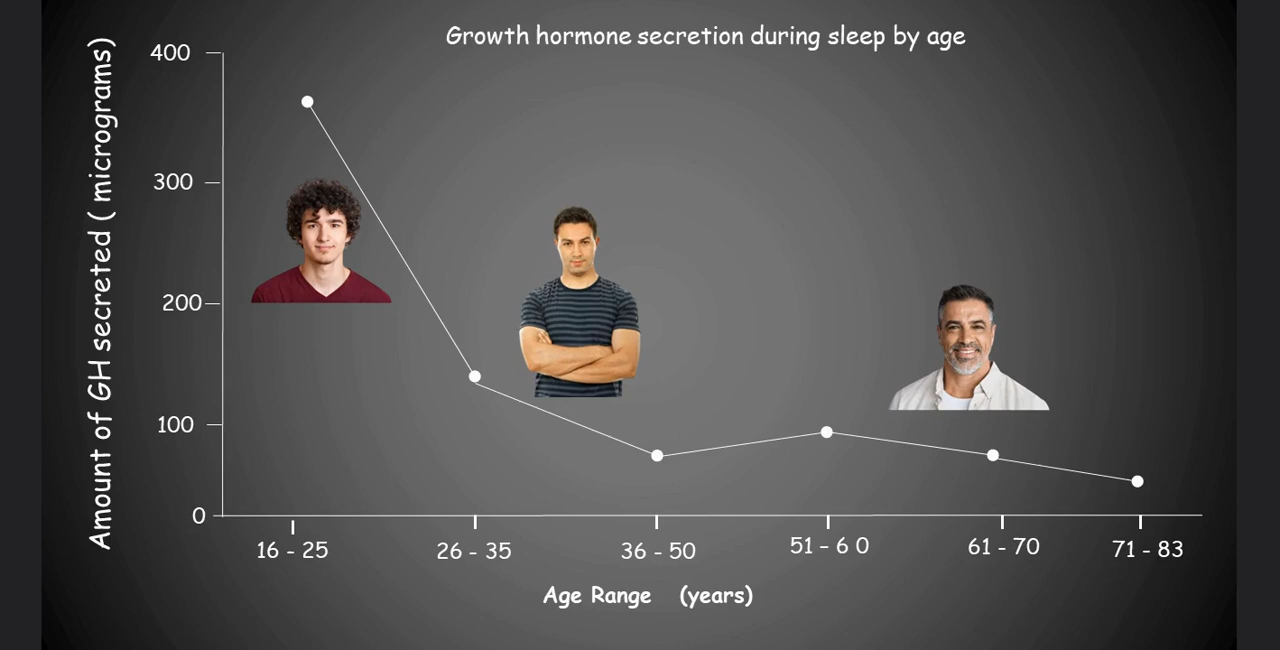 Growth hormone secretion during sleep by age
Amount of GH secreted ( micrograms)
400
300
200
100
0
16 - 25
26 - 35
36 - 50
51 - 6 0
61 - 70
71 - 83
Age Range (years)